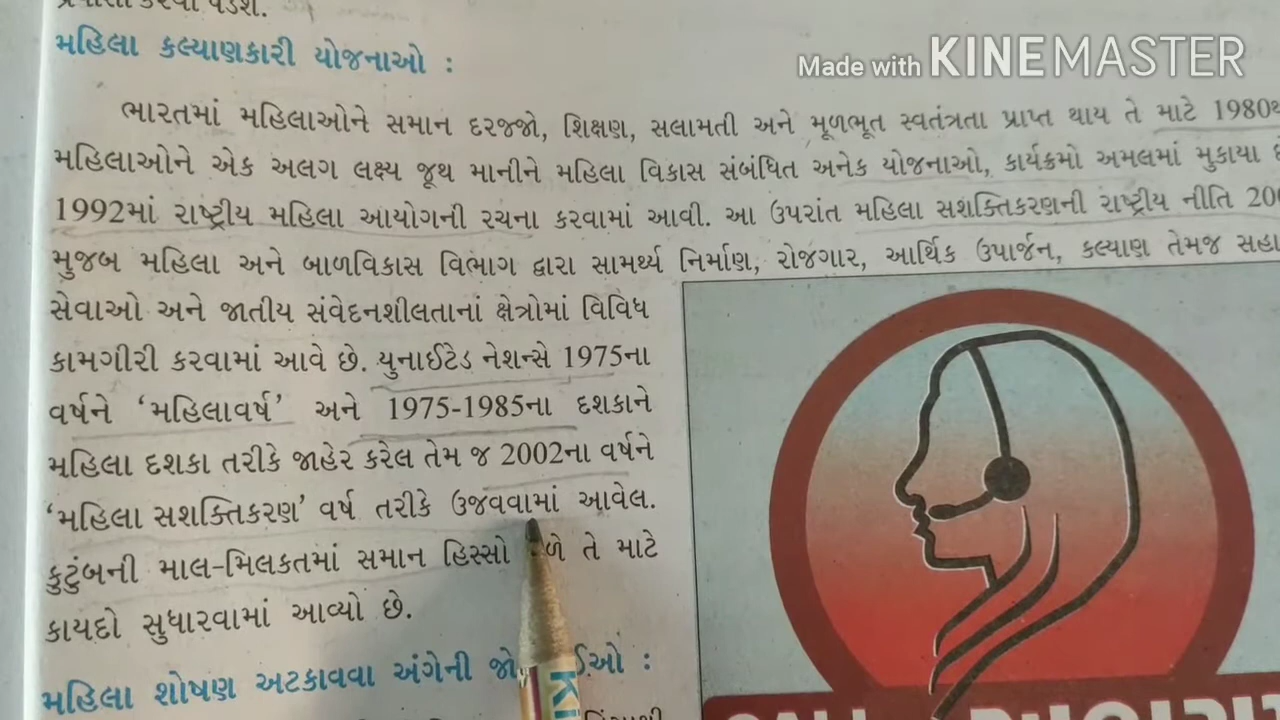 Made with KINEMASTER
મહિલા કલ્યાણકારી યોજનાઓ :
ભારતમાં મહિલાઓને સમાન દરજ્જો, શિક્ષણ, સલામતી અને મૂળભૂત સ્વતંત્રતા પ્રાપ્ત થાય તે માટે
મહિલાઓને એક અલગ લક્ષ્ય જૂથ માનીને મહિલા વિકાસ સંબંધિત અનેક યોજનાઓ, કાર્યક્રમો અમલમાં મુકાયા
1992માં રાષ્ટ્રીય મહિલા આયોગની રચના કરવામાં આવી. આ ઉપરાંત મહિલા સશક્તિકરણની રાષ્ટ્રીય નીતિ
મુજબ મહિલા અને બાળવિકાસ વિભાગ દ્વારા સામર્થ્ય નિર્માણ, રોજગાર, આર્થિક ઉપાર્જન, કલ્યાણ તેમજ
સેવાઓ અને જાતીય સંવેદનશીલતાનાં ક્ષેત્રોમાં વિવિધ
કામગીરી કરવામાં આવે છે. યુનાઈટેડ નેશન્સે 1975ના
વર્ષને ‘મહિલાવર્ષ’ અને 1975-1985ના દશકાને
મહિલા દશકા તરીકે જાહેર કરેલ તેમ જ 2002ના વર્ષને
‘મહિલા સશક્તિકરણ’ વર્ષ તરીકે ઉજવવામાં આવેલ.
કુટુંબની માલ-મિલકતમાં સમાન હિસ્સો તે માટે
કાયદો સુધારવામાં આવ્યો છે.
મહિલા શોષણ અટકાવવા અંગેની